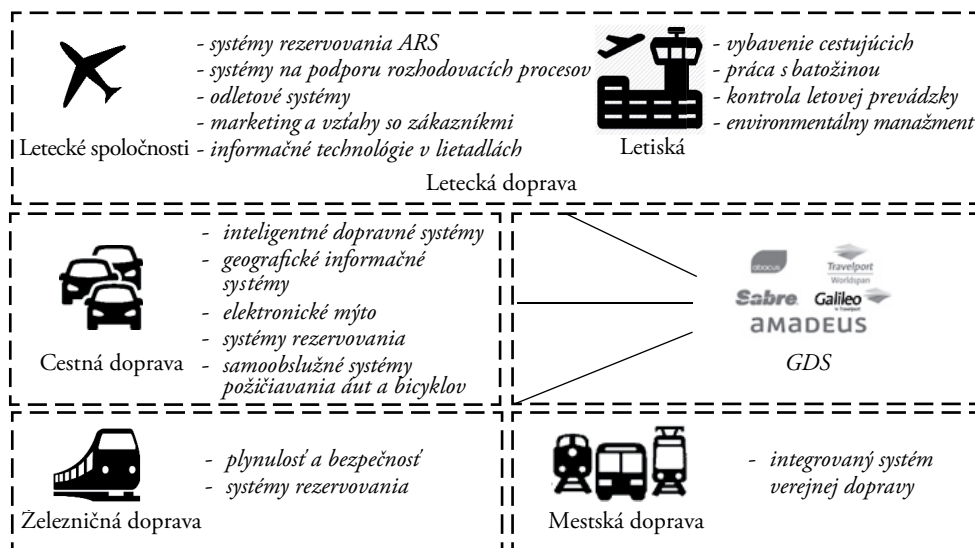 - systémy rezervovania ARS
- systémy na podporu rozhodovacích procesov
- odletové systémy
- marketing a vzťahy so zákazníkmi
Letecké spoločnosti - informačné technológie v lietadlách
- vybavenie cestujúcich
- práca s batožinou
- kontrola letovej prevádzky
- environmentálny manažment
Letiská
Letecká doprava
- inteligentné dopravné systémy
- geografické informačné
systémy
- elektronické mýto
- systémy rezervovania
- samoobslužné systémy
požičiavania áut a bicyklov
Cestná doprava
abacus
Travelport
Worldspan
Sabre
Galileo
by Travelport
amadeus
GDS
- plynulosť a bezpečnosť
- systémy rezervovania
Železničná doprava
- integrovaný systém
verejnej dopravy
Mestská doprava